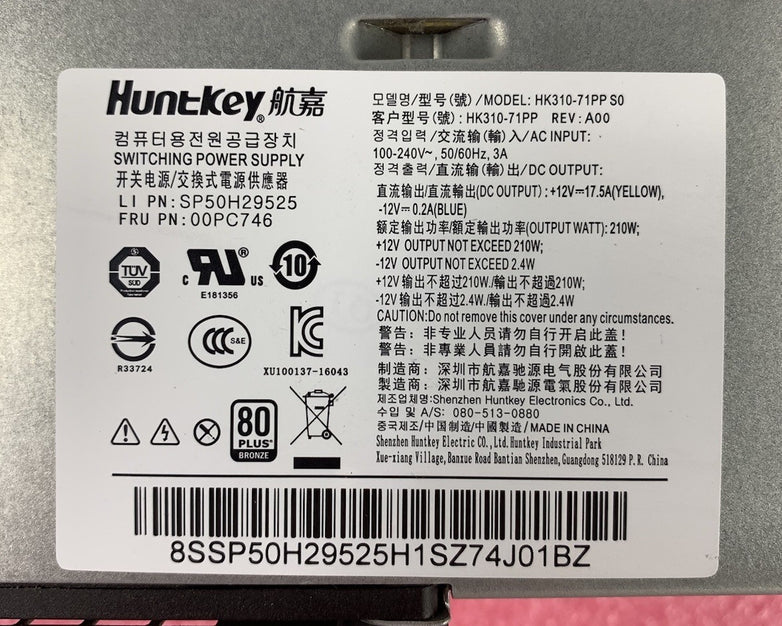 HUNTKEY® 航嘉
컴퓨터용전원공급장치
SWITCHING POWER SUPPLY
开关电源/交換式電源供應器
LI PN:SP50H29525
FRU PN:00PC746
TÜV
SÜD
C RU® US
E181356
10
R33724
CCC S&E
KC
XU100137-16043
80
PLUS®
BRONZE
모델명/型号(號)/MODEL: HK310-71PP S0
客户型号(號): HK310-71PP REV: A00
정격입력/交流输(輸)入/AC INPUT:
100-240V~, 50/60Hz, 3A
정격출력/直流输(輸)出/DC OUTPUT:
直流输出/直流輸出(DC OUTPUT): +12V⎓17.5A(YELLOW),
-12V⎓0.2A(BLUE)
额定输出功率/額定輸出功率(OUTPUT WATT): 210W;
+12V OUTPUT NOT EXCEED 210W;
-12V OUTPUT NOT EXCEED 2.4W
+12V输出不超过210W./輸出不超過210W;
-12V输出不超过2.4W./輸出不超過2.4W
CAUTION:Do not remove this cover under any circumstances.
警告: 非专业人员请勿自行开启此盖!
警告: 非專業人員請勿自行開啟此蓋!
制造商: 深圳市航嘉驰源电气股份有限公司
製造商: 深圳市航嘉馳源電氣股份有限公司
제조업체명:Shenzhen Huntkey Electronics Co., Ltd.
수입 및 A/S: 080-513-0880
중국제조/中国制造/中國製造/MADE IN CHINA
Shenzhen Huntkey Electric CO., Ltd. Huntkey Industrial Park
Xue-xiang Village, Banxue Road Bantian Shenzhen, Guangdong 518129 P. R. China
8SSP50H29525H1SZ74J01BZ